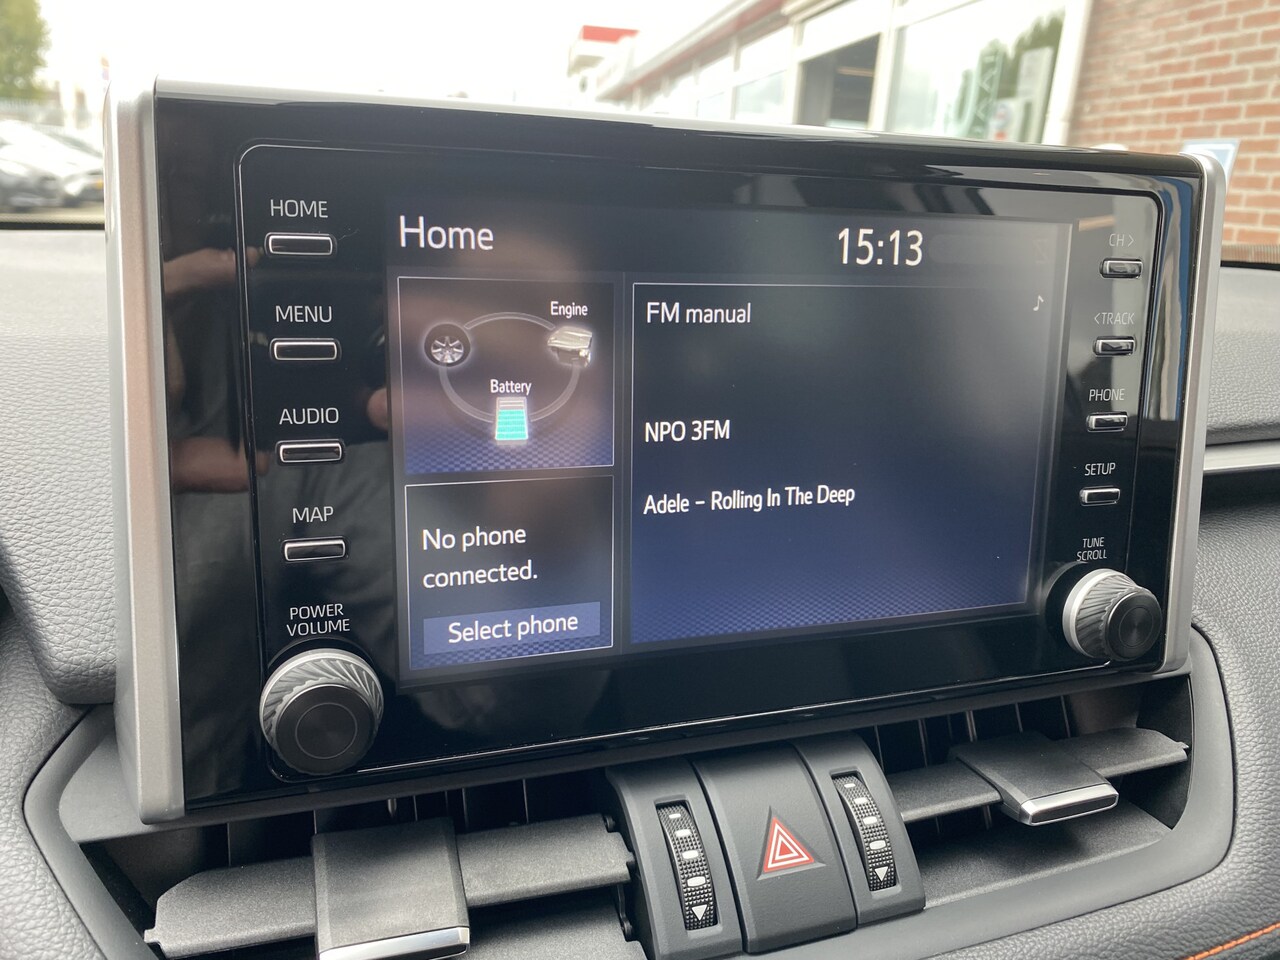 HOME
MENU
AUDIO
MAP
POWER
VOLUME
Home
15:13
Engine
Battery
No phone
connected.
Select phone
FM manual
NPO 3FM
Adele - Rolling In The Deep
CH >
< TRACK
PHONE
SETUP
TUNE
SCROLL